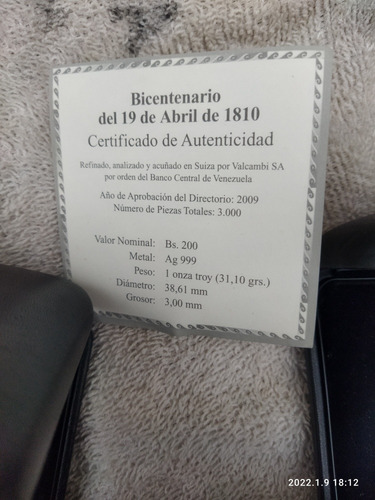 Bicentenario
del 19 de Abril de 1810
Certificado de Autenticidad
Refinado, analizado y acuñado en Suiza por Valcambi SA
por orden del Banco Central de Venezuela
Año de Aprobación del Directorio: 2009
Número de Piezas Totales: 3.000
Valor Nominal: Bs. 200
Metal: Ag 999
Peso: 1 onza troy (31,10 grs.)
Diámetro: 38,61 mm
Grosor: 3,00 mm
2022.1.9 18:12